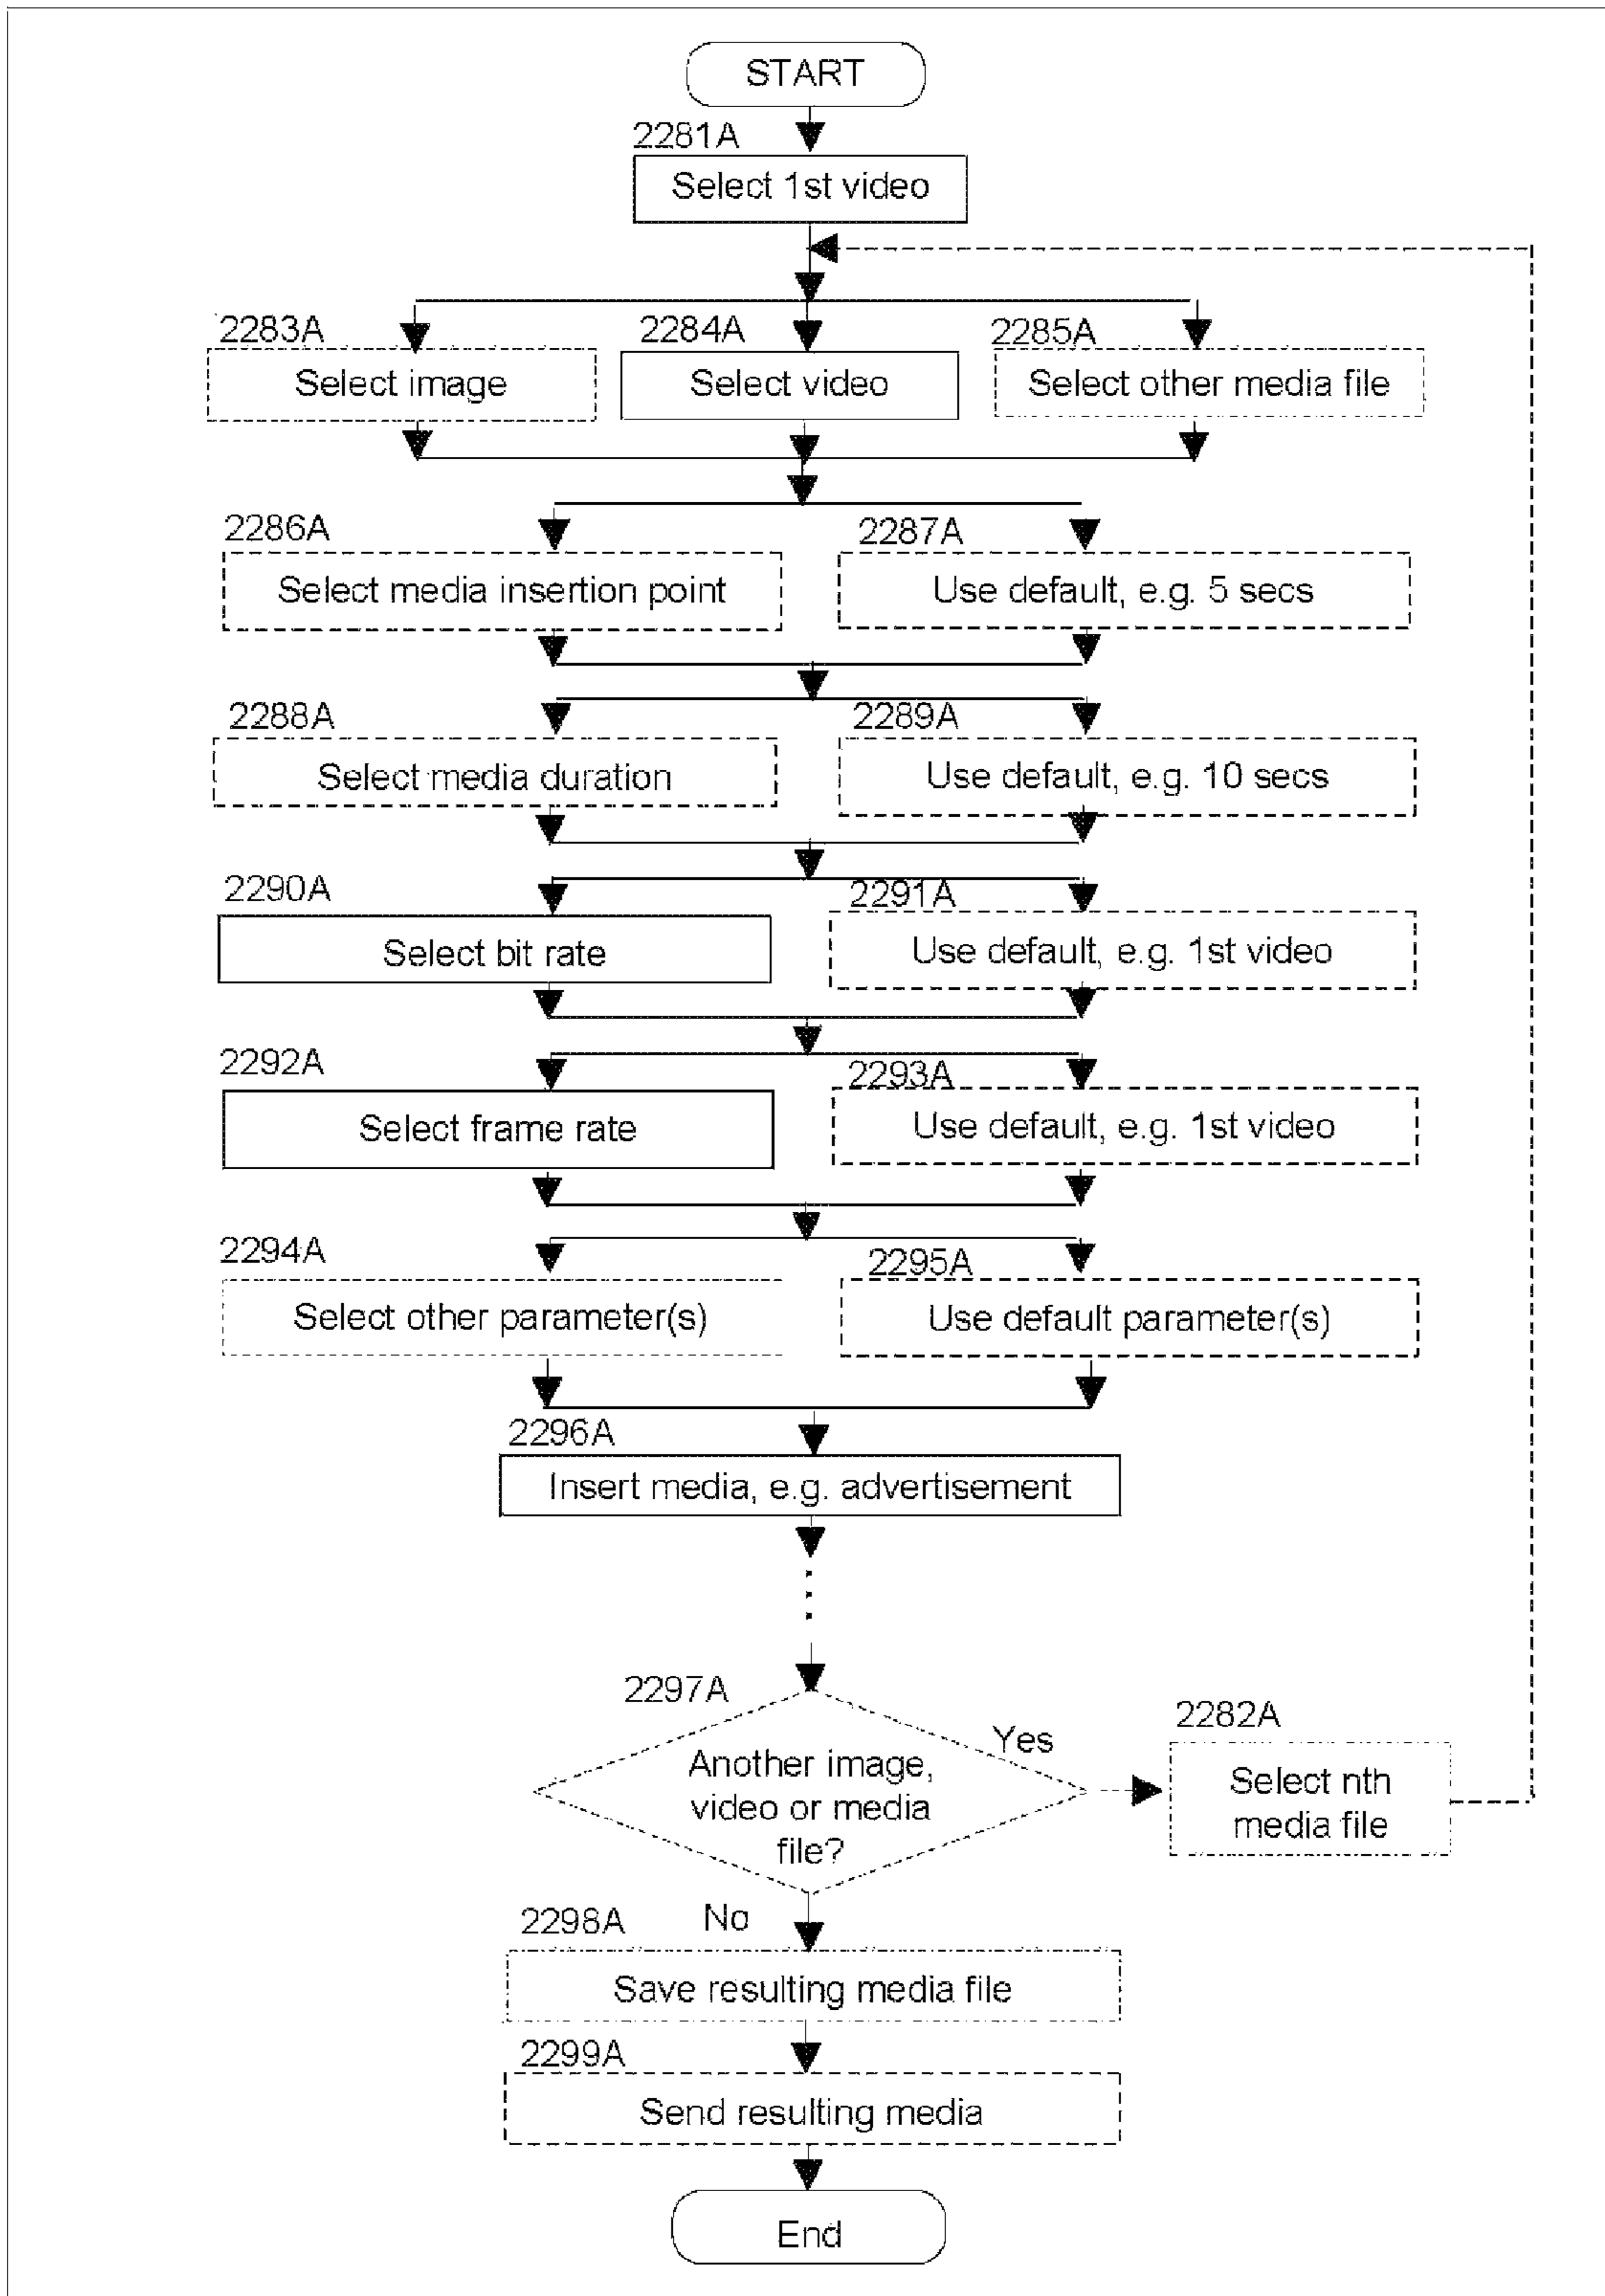 START
2281A
Select 1st video
2283A
2284A
2285A
Select image
Select video
Select other media file
2286A
2287A
Select media insertion point
Use default, e.g. 5 secs
2288A
2289A
Select media duration
Use default, e.g. 10 secs
2290A
2291A
Select bit rate
Use default, e.g. 1st video
2292A
2293A
Select frame rate
Use default, e.g. 1st video
2294A
2295A
Select other parameter(s)
Use default parameter(s)
2296A
Insert media, e.g. advertisement
2297A
Another image,
video or media
file?
Yes
2282A
Select nth
media file
No
2298A
Save resulting media file
2299A
Send resulting media
End